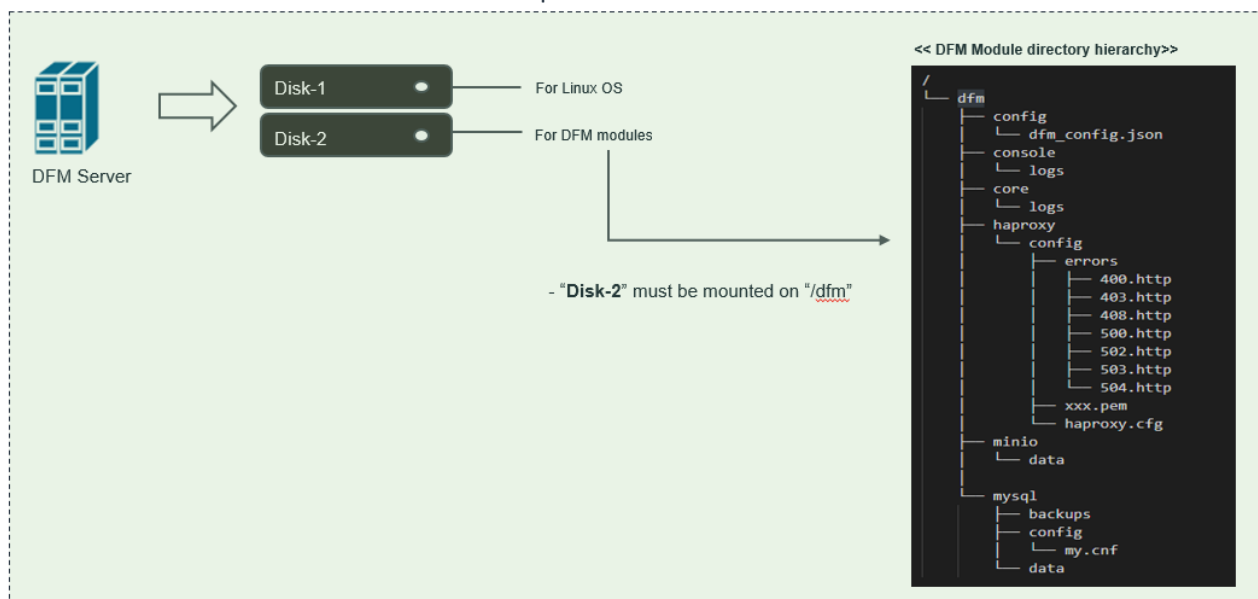 DFM Server
Disk-1
For Linux OS
Disk-2
For DFM modules
- “Disk-2” must be mounted on “/dfm”
<< DFM Module directory hierarchy>>
/
└── dfm
    ├── config
    │   └── dfm_config.json
    ├── console
    │   └── logs
    ├── core
    │   └── logs
    ├── haproxy
    │   └── config
    │       ├── errors
    │       │   ├── 400.http
    │       │   ├── 403.http
    │       │   ├── 408.http
    │       │   ├── 500.http
    │       │   ├── 502.http
    │       │   ├── 503.http
    │       │   └── 504.http
    │       ├── xxx.pem
    │       └── haproxy.cfg
    ├── minio
    │   └── data
    │
    └── mysql
        ├── backups
        ├── config
        │   └── my.cnf
        └── data